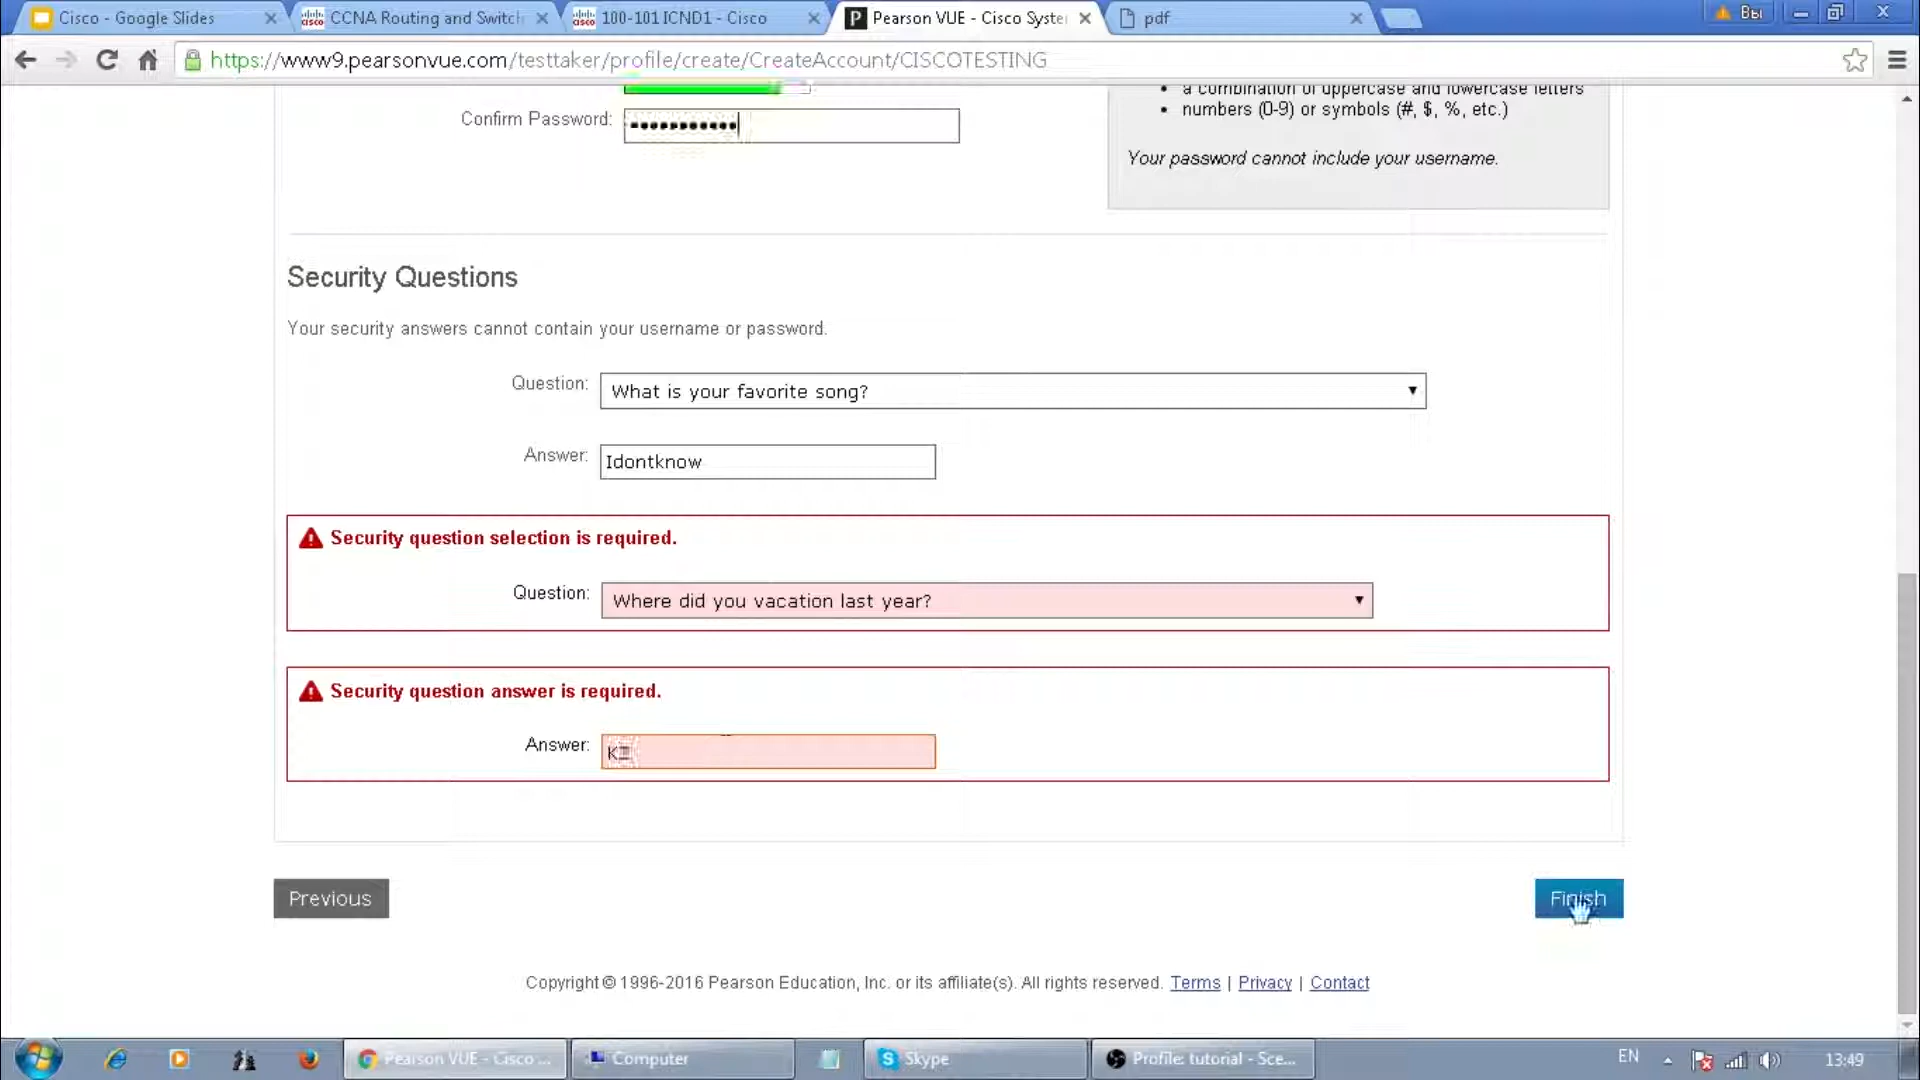 Cisco - Google Slides
CCNA Routing and Switch
100-101 ICND1 - Cisco
Pearson VUE - Cisco Syste
pdf
Вы
https://www9.pearsonvue.com/testtaker/profile/create/CreateAccount/CISCOTESTING
• a combination of uppercase and lowercase letters
Confirm Password:
• numbers (0-9) or symbols (#, $, %, etc.)
Your password cannot include your username.
Security Questions
Your security answers cannot contain your username or password.
Question: What is your favorite song?
Answer: Idontknow
Security question selection is required.
Question: Where did you vacation last year?
Security question answer is required.
Answer:
Previous
Finish
Copyright © 1996-2016 Pearson Education, Inc. or its affiliate(s). All rights reserved. Terms | Privacy | Contact
Pearson VUE - Cisco ...
Computer
Skype
Profile: tutorial - Sce...
EN
13:49